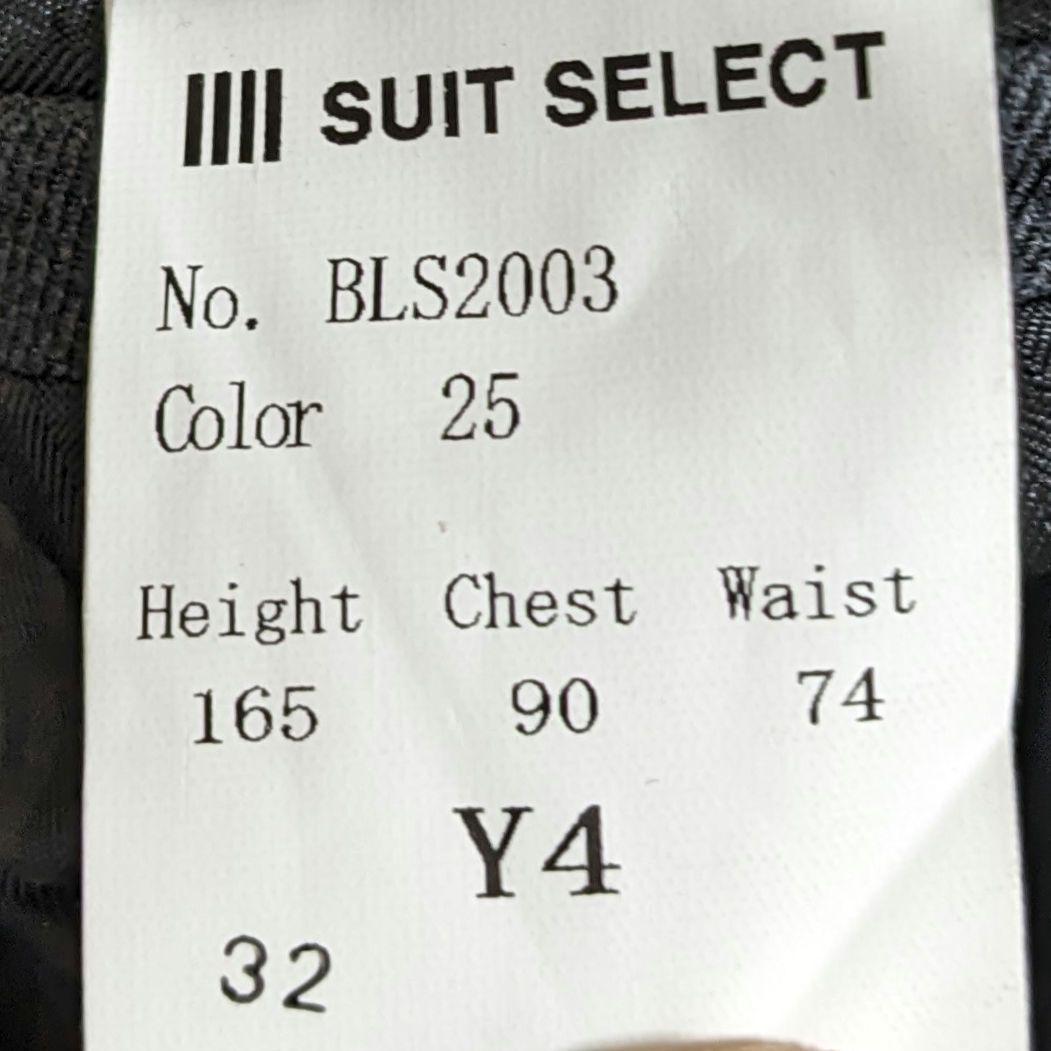 SUIT SELECT
No. BLS2003
Color 25
Height Chest Waist
165 90 74
Y4
32